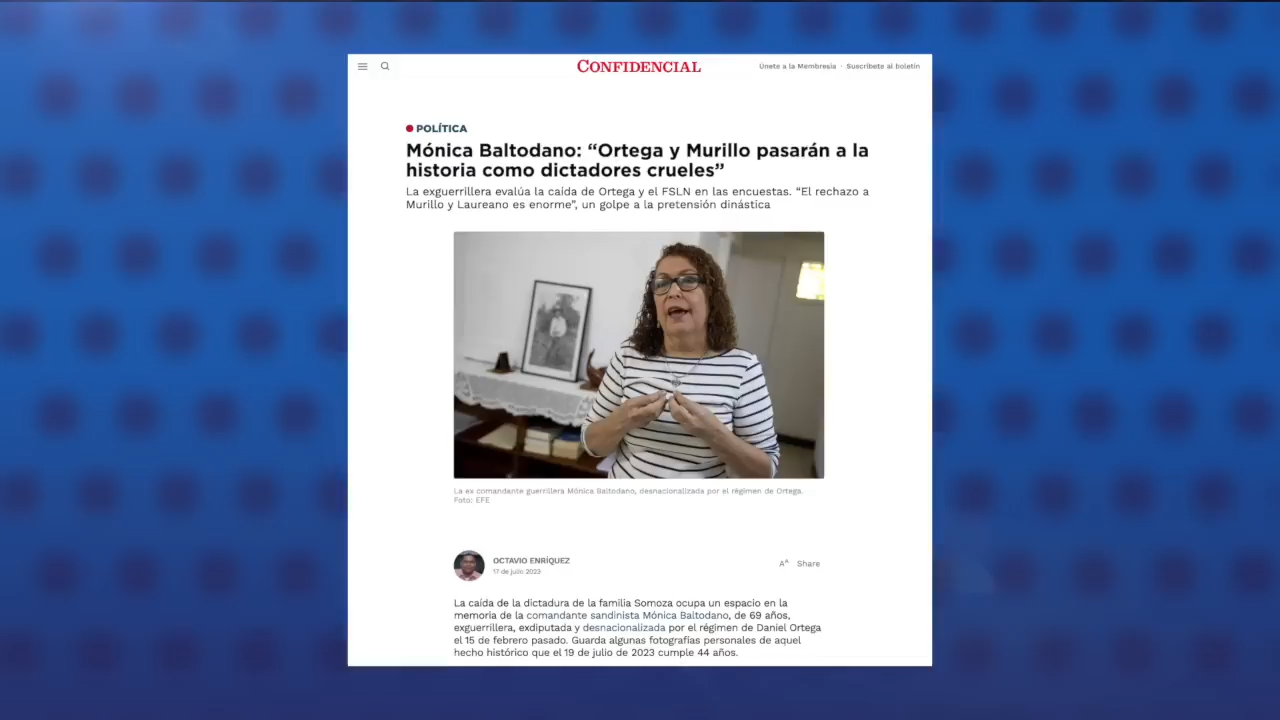 CONFIDENCIAL
Únete a la Membresía · Suscríbete al boletín
POLÍTICA
Mónica Baltodano: “Ortega y Murillo pasarán a la
historia como dictadores crueles”
La exguerrillera evalúa la caída de Ortega y el FSLN en las encuestas. “El rechazo a
Murillo y Laureano es enorme”, un golpe a la pretensión dinástica
La ex comandante guerrillera Mónica Baltodano, desnacionalizada por el régimen de Ortega.
Foto: EFE
OCTAVIO ENRÍQUEZ
17 de julio 2023
AA Share
La caída de la dictadura de la familia Somoza ocupa un espacio en la
memoria de la comandante sandinista Mónica Baltodano, de 69 años,
exguerrillera, exdiputada y desnacionalizada por el régimen de Daniel Ortega
el 15 de febrero pasado. Guarda algunas fotografías personales de aquel
hecho histórico que el 19 de julio de 2023 cumple 44 años.